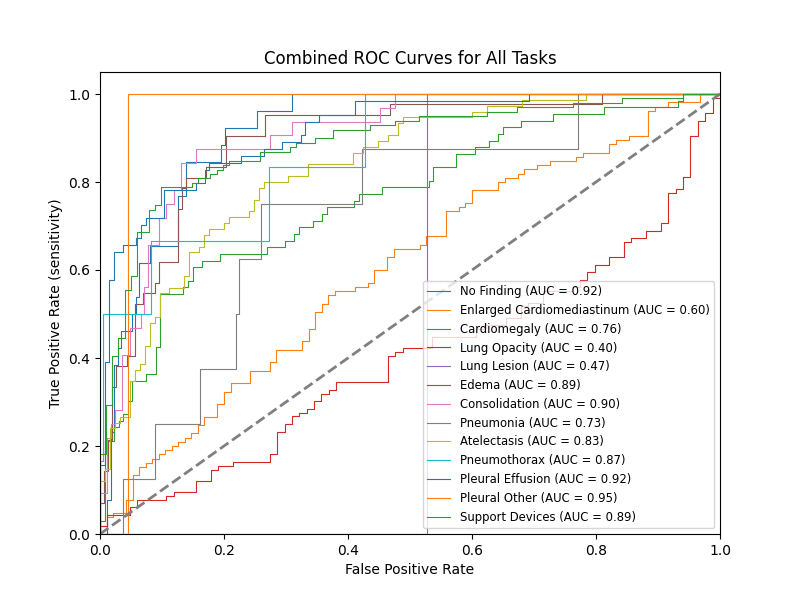 Combined ROC Curves for All Tasks
True Positive Rate (sensitivity)
1.0
0.8
0.6
0.4
0.2
0.0
No Finding (AUC = 0.92)
Enlarged Cardiomediastinum (AUC = 0.60)
Cardiomegaly (AUC = 0.76)
Lung Opacity (AUC = 0.40)
Lung Lesion (AUC = 0.47)
Edema (AUC = 0.89)
Consolidation (AUC = 0.90)
Pneumonia (AUC = 0.73)
Atelectasis (AUC = 0.83)
Pneumothorax (AUC = 0.87)
Pleural Effusion (AUC = 0.92)
Pleural Other (AUC = 0.95)
Support Devices (AUC = 0.89)
0.0 0.2 0.4 0.6 0.8 1.0
False Positive Rate